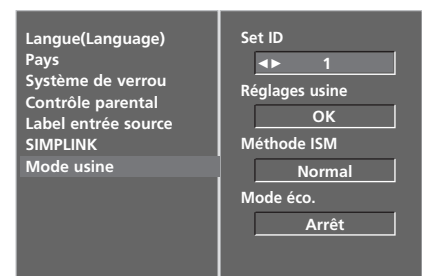 Langue(Language)
Pays
Système de verrou
Contrôle parental
Label entrée source
SIMPLINK
Mode usine
Set ID
◄► 1
Réglages usine
OK
Méthode ISM
Normal
Mode éco.
Arrêt